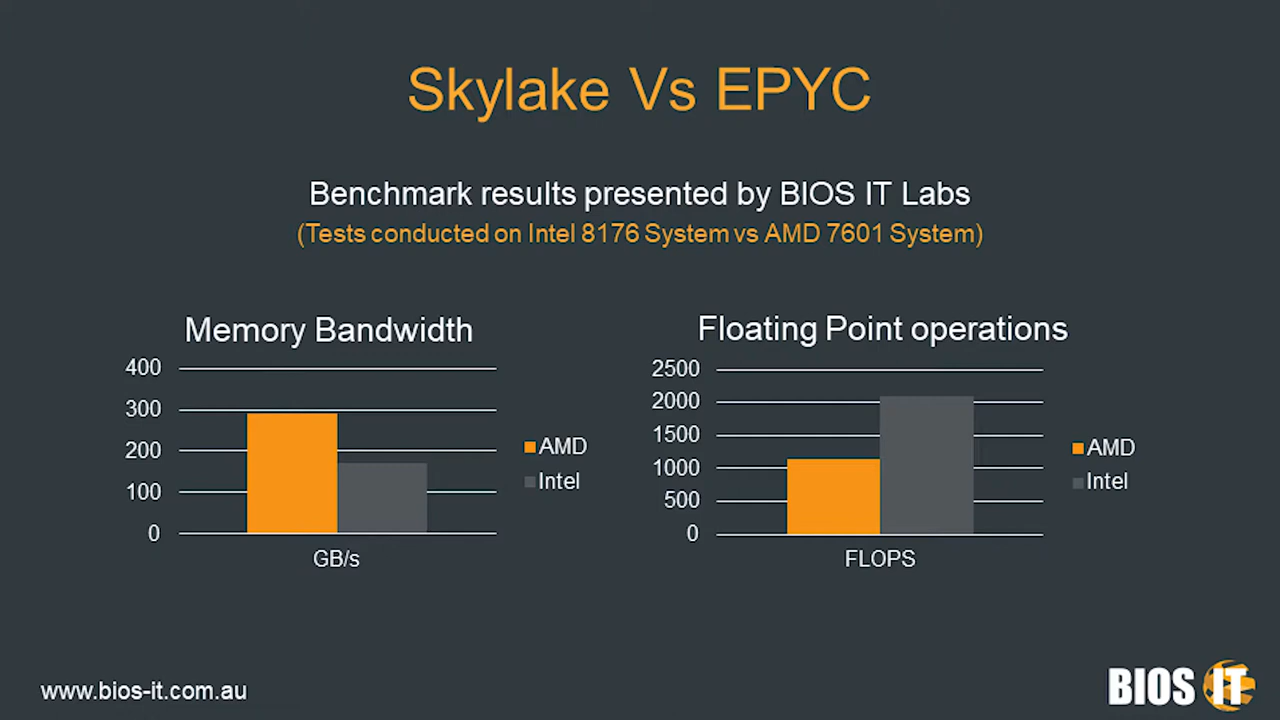 Skylake Vs EPYC
Benchmark results presented by BIOS IT Labs
(Tests conducted on Intel 8176 System vs AMD 7601 System)
Memory Bandwidth
400
300
200
100
0
GB/s
AMD
Intel
Floating Point operations
2500
2000
1500
1000
500
0
FLOPS
AMD
Intel
www.bios-it.com.au
BIOS IT